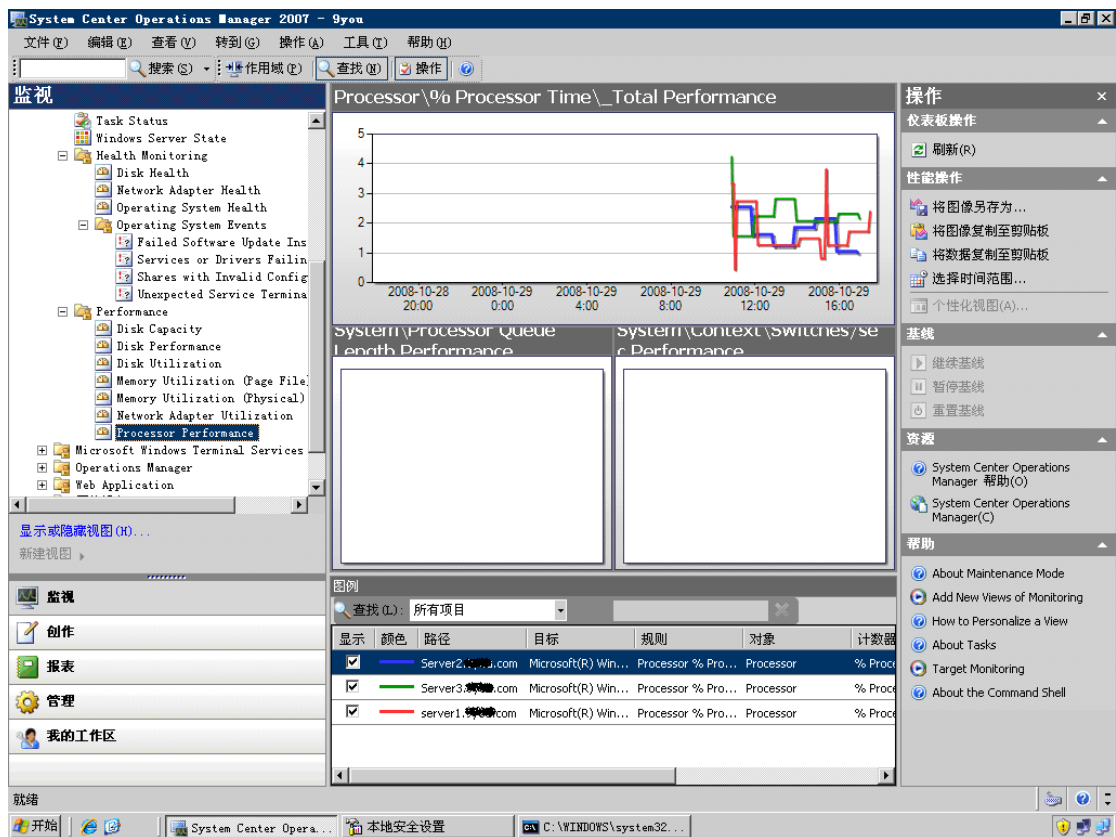 System Center Operations Manager 2007 - 9you
文件(F) 编辑(E) 查看(V) 转到(G) 操作(A) 工具(T) 帮助(H)
搜索(S) 作用域(P) 查找(N) 操作
监视
Task Status
Windows Server State
Health Monitoring
Disk Health
Network Adapter Health
Operating System Health
Operating System Events
Failed Software Update Ins
Services or Drivers Failin
Shares with Invalid Config
Unexpected Service Termina
Performance
Disk Capacity
Disk Performance
Disk Utilization
Memory Utilization (Page File
Memory Utilization (Physical)
Network Adapter Utilization
Processor Performance
Microsoft Windows Terminal Services
Operations Manager
Web Application
显示或隐藏视图(H)...
新建视图
监视
创作
报表
管理
我的工作区
Processor\% Processor Time\_Total Performance
5
4
3
2
1
0
2008-10-28 2008-10-29 2008-10-29 2008-10-29 2008-10-29 2008-10-29
20:00 0:00 4:00 8:00 12:00 16:00
System\Processor Queue
Length Performance
System\Context\Switches/se
c Performance
图例
查找(L): 所有项目
显示 颜色 路径 目标 规则 对象 计数器
Server2 .com Microsoft(R) Win... Processor % Pro... Processor % Proce
Server3. .com Microsoft(R) Win... Processor % Pro... Processor % Proce
server1. com Microsoft(R) Win... Processor % Pro... Processor % Proce
操作
仪表板操作
刷新(R)
性能操作
将图像另存为...
将图像复制至剪贴板
将数据复制至剪贴板
选择时间范围...
个性化视图(A)...
基线
继续基线
暂停基线
重置基线
资源
System Center Operations
Manager 帮助(O)
System Center Operations
Manager(C)
帮助
About Maintenance Mode
Add New Views of Monitoring
How to Personalize a View
About Tasks
Target Monitoring
About the Command Shell
就绪
开始 System Center Opera... 本地安全设置 C:\WINDOWS\system32...